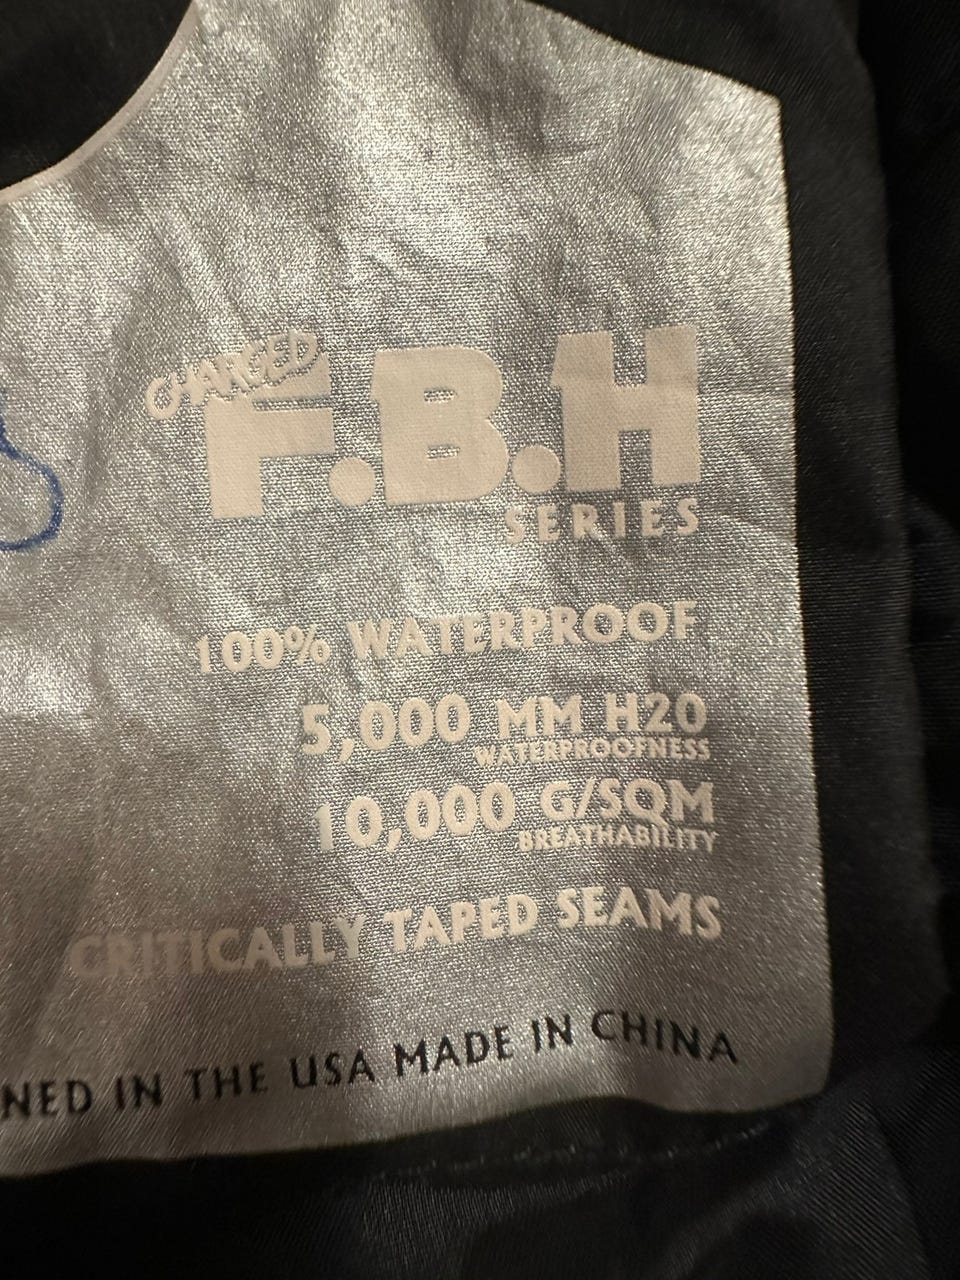 CHARGED
F.B.H
SERIES
100% WATERPROOF
5,000 MM H20
WATERPROOFNESS
10,000 G/SQM
BREATHABILITY
CRITICALLY TAPED SEAMS
NED IN THE USA MADE IN CHINA